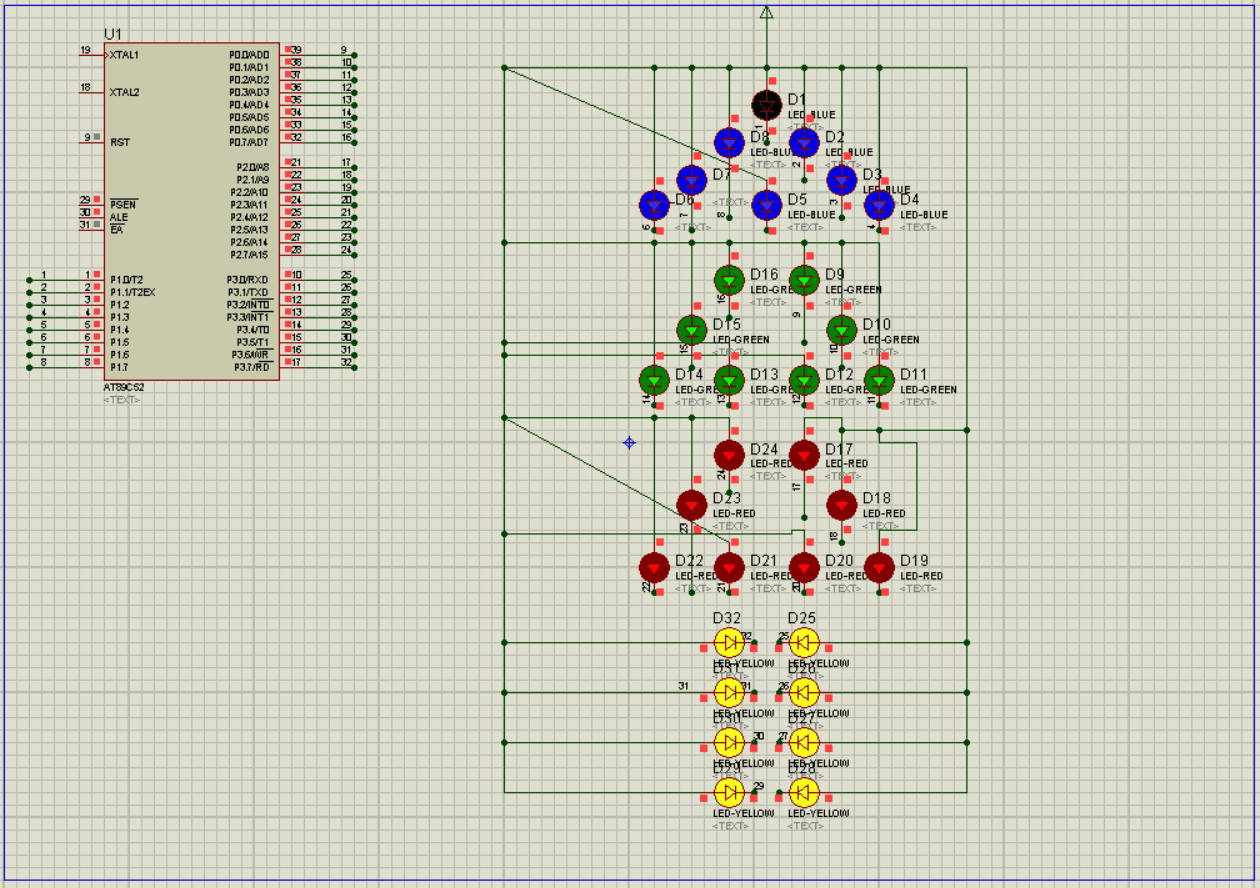 U1
19 XTAL1 P0.0/AD0 39 9
P0.1/AD1 38 10
P0.2/AD2 37 11
18 XTAL2 P0.3/AD3 36 12
P0.4/AD4 35 13
P0.5/AD5 34 14
P0.6/AD6 33 15
9 RST P0.7/AD7 32 16
P2.0/A8 21 17
P2.1/A9 22 18
P2.2/A10 23 19
29 PSEN P2.3/A11 24 20
30 ALE P2.4/A12 25 21
31 EA P2.5/A13 26 22
P2.6/A14 27 23
P2.7/A15 28 24
1 1 P1.0/T2 P3.0/RXD 10 25
2 2 P1.1/T2EX P3.1/TXD 11 26
3 3 P1.2 P3.2/INT0 12 27
4 4 P1.3 P3.3/INT1 13 28
5 5 P1.4 P3.4/T0 14 29
6 6 P1.5 P3.5/T1 15 30
7 7 P1.6 P3.6/WR 16 31
8 8 P1.7 P3.7/RD 17 32
AT89C52
<TEXT>
D1
LED-BLUE
<TEXT>
1
D8 D2
LED-BLUE LED-BLUE
<TEXT> <TEXT>
2
D7 D3
LED-BLUE
<TEXT>
D6 D5 D4
LED-BLUE LED-BLUE
<TEXT> <TEXT> <TEXT>
6 7 8 3 4
D16 D9
LED-GREEN LED-GREEN
16 9
D15 D10
LED-GREEN LED-GREEN
<TEXT> <TEXT>
15 10
D14 D13 D12 D11
LED-GREEN LED-GREEN LED-GREEN LED-GREEN
<TEXT> <TEXT> <TEXT> <TEXT>
14 13 12 11
D24 D17
LED-RED LED-RED
<TEXT> <TEXT>
24 17
D23 D18
LED-RED LED-RED
<TEXT> <TEXT>
23 18
D22 D21 D20 D19
LED-RED LED-RED LED-RED LED-RED
<TEXT> <TEXT> <TEXT> <TEXT>
22 21 20
D32 D25
32 25
LED-YELLOW LED-YELLOW
D31 D26
31 31 26
LED-YELLOW LED-YELLOW
D30 D27
30 27
LED-YELLOW LED-YELLOW
D29 D28
29
LED-YELLOW LED-YELLOW
<TEXT> <TEXT>